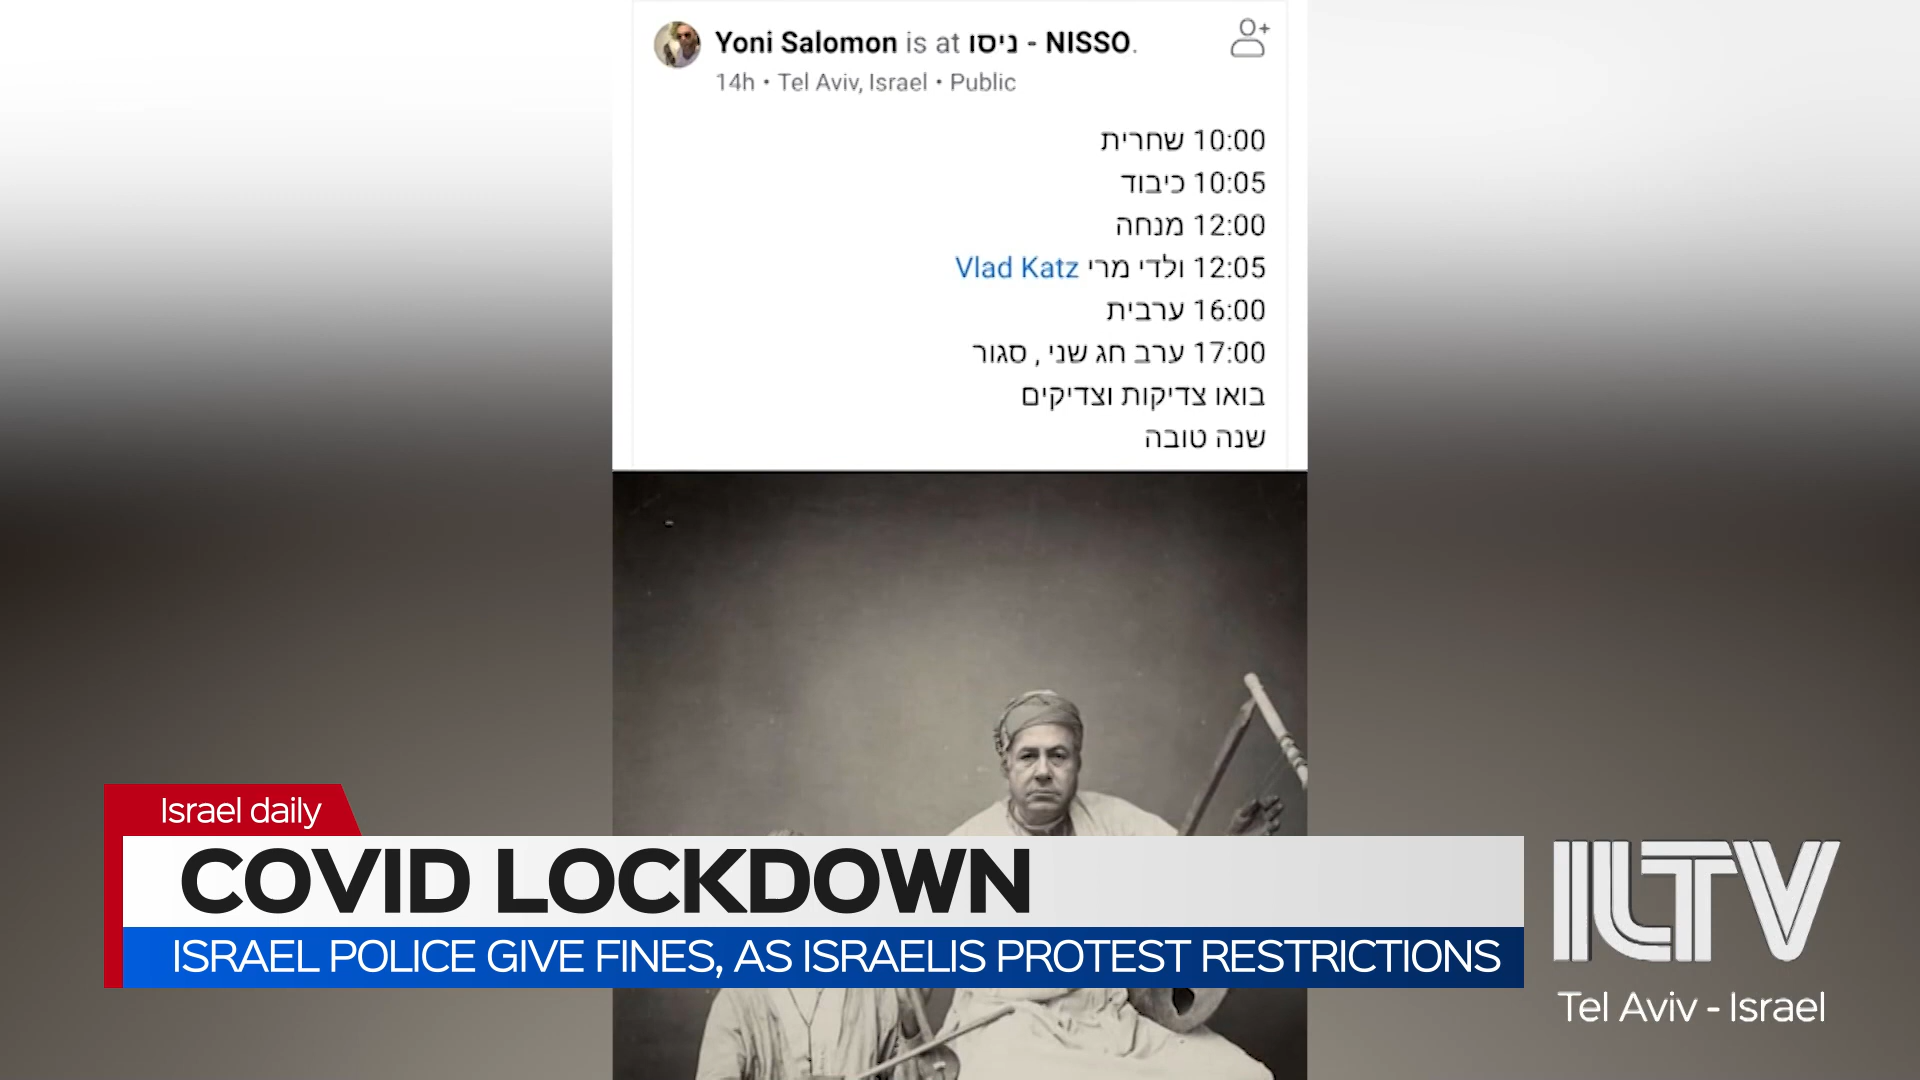 Yoni Salomon is at ניסו - NISSO.
14h • Tel Aviv, Israel • Public
10:00 שחרית
10:05 כיבוד
12:00 מנחה
12:05 ולדי מרי Vlad Katz
16:00 ערבית
17:00 ערב חג שני , סגור
בואו צדיקות וצדיקים
שנה טובה
Israel daily
COVID LOCKDOWN
ISRAEL POLICE GIVE FINES, AS ISRAELIS PROTEST RESTRICTIONS
ILTV
Tel Aviv - Israel